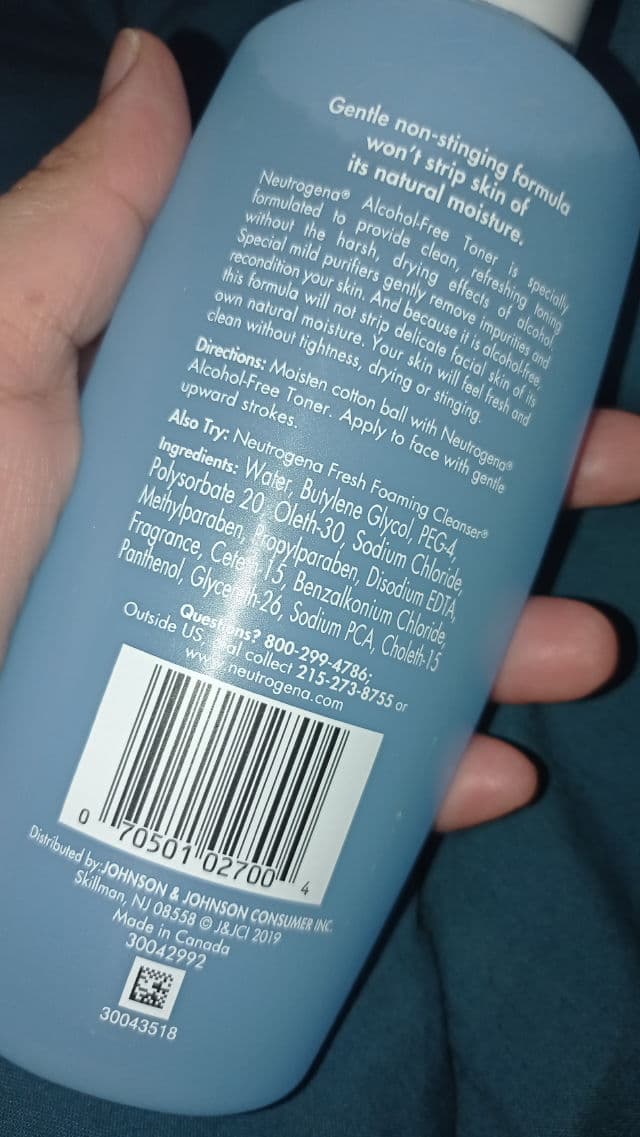 Gentle non-stinging formula
won't strip skin of
its natural moisture.
Neutrogena® Alcohol-Free Toner is specially
formulated to provide clean, refreshing toning
without the harsh, drying effects of alcohol.
Special mild purifiers gently remove impurities and
recondition your skin. And because it is alcohol-free,
this formula will not strip delicate facial skin of its
own natural moisture. Your skin will feel fresh and
clean without tightness, drying or stinging.
Directions: Moisten cotton ball with Neutrogena®
Alcohol-Free Toner. Apply to face with gentle
upward strokes.
Also Try: Neutrogena Fresh Foaming Cleanser®
Ingredients: Water, Butylene Glycol, PEG-4,
Polysorbate 20, Oleth-30, Sodium Chloride,
Methylparaben, Propylparaben, Disodium EDTA,
Fragrance, 15, Benzalkonium Chloride,
Panthenol, Glycereth-26, Sodium PCA, Choleth-15
Questions? 800-299-4786;
Outside US, collect 215-273-8755 or
www.neutrogena.com
0 70501 02700 4
Distributed by: JOHNSON & JOHNSON CONSUMER INC.
Skillman, NJ 08558 © J&JCI 2019
Made in Canada
30042992
30043518